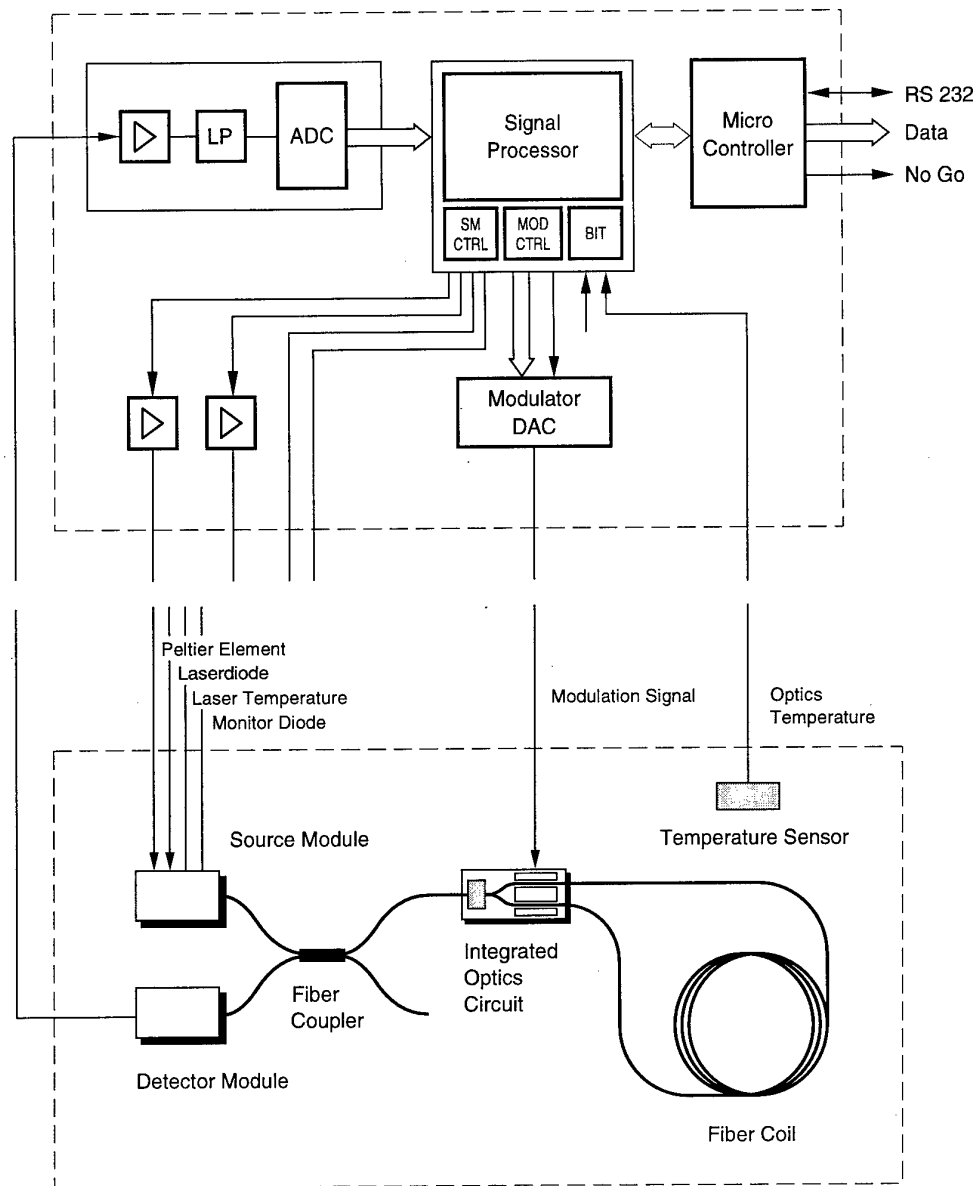 LP
ADC
Signal
Processor
SM
CTRL
MOD
CTRL
BIT
Micro
Controller
RS 232
Data
No Go
Modulator
DAC
Peltier Element
Laserdiode
Laser Temperature
Monitor Diode
Modulation Signal
Optics
Temperature
Source Module
Temperature Sensor
Integrated
Optics
Circuit
Fiber
Coupler
Detector Module
Fiber Coil